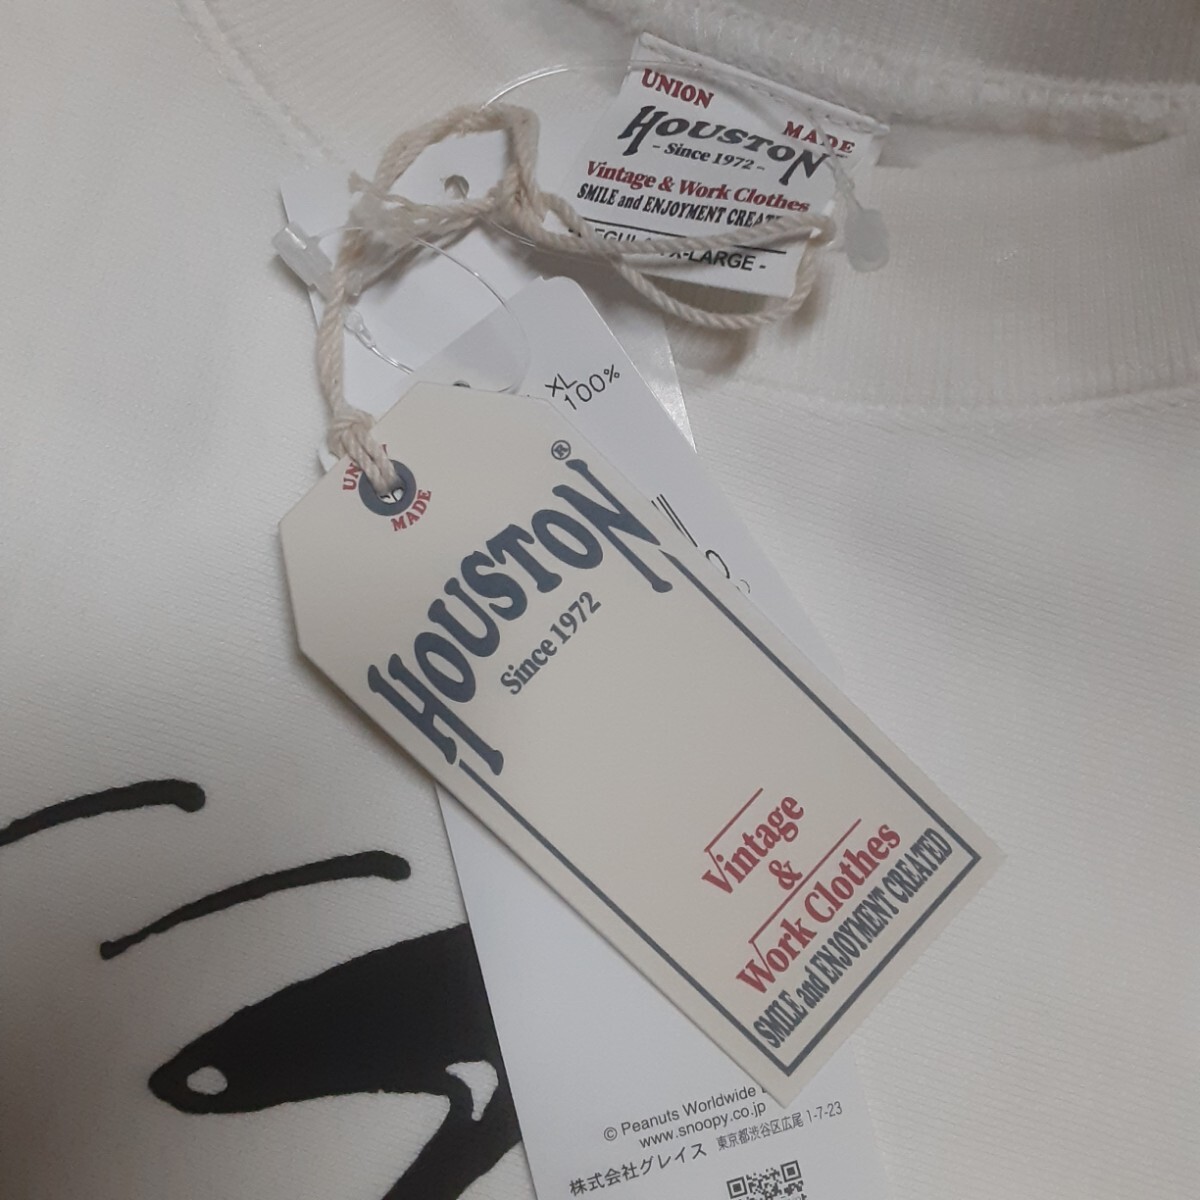 UNION MADE
HOUSTON
- Since 1972 -
Vintage & Work Clothes
SMILE and ENJOYMENT
X-LARGE -
XL
100%
MADE
HOUSTON®
Since 1972
Vintage
&
Work Clothes
SMILE and ENJOYMENT CREATED
© Peanuts Worldwide
www.snoopy.co.jp
株式会社グレイス 東京都渋谷区広尾 1-7-23